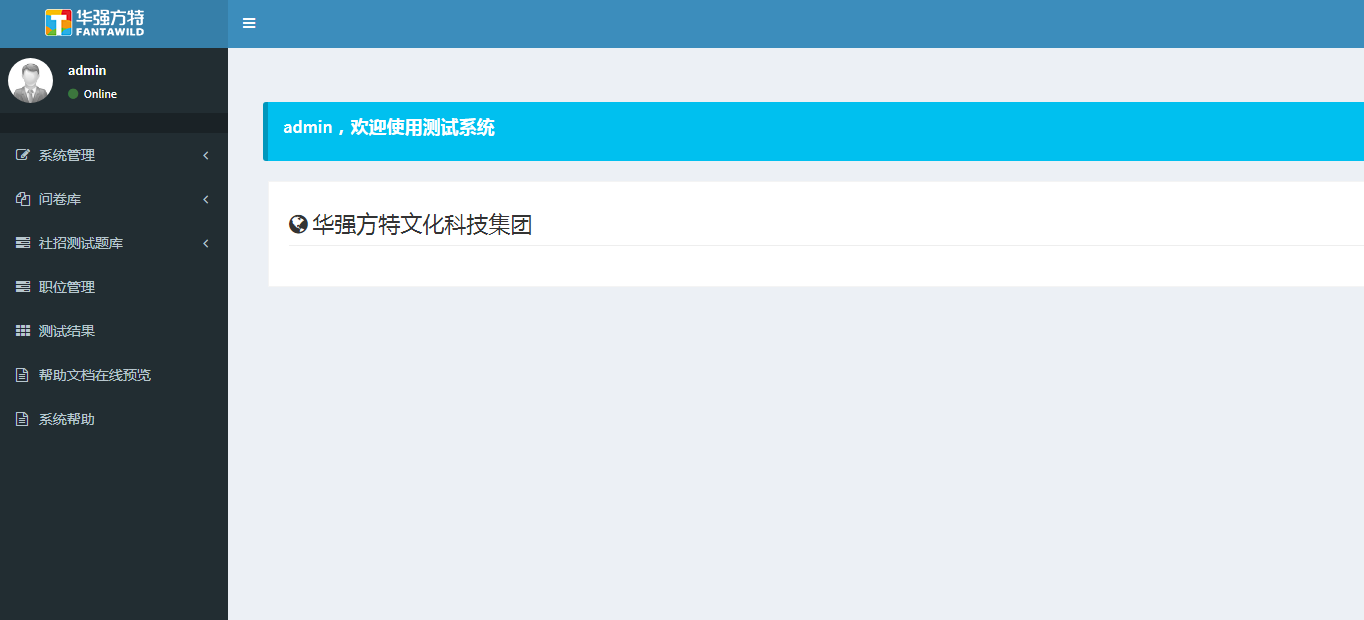 华强方特
FANTAWILD
admin
Online
系统管理
问卷库
社招测试题库
职位管理
测试结果
帮助文档在线预览
系统帮助
admin，欢迎使用测试系统
华强方特文化科技集团